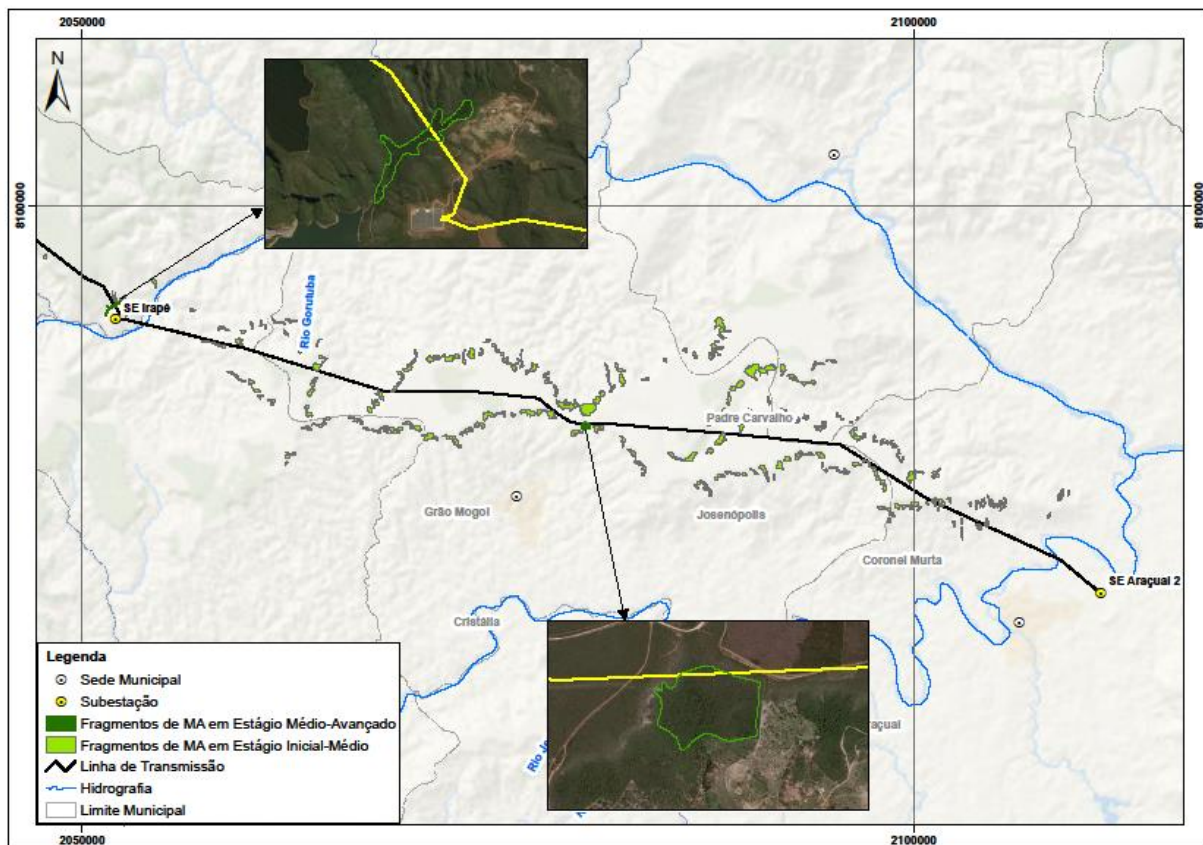 2050000
2100000
N
8100000
8100000
SE Irapé
Rio Gorutuba
Padre Carvalho
Grão Mogol
Josenópolis
Coronel Murta
SE Araçuaí 2
Cristália
Legenda
Sede Municipal
Subestação
Fragmentos de MA em Estágio Médio-Avançado
Fragmentos de MA em Estágio Inicial-Médio
Linha de Transmissão
Hidrografia
Limite Municipal
2050000
2100000